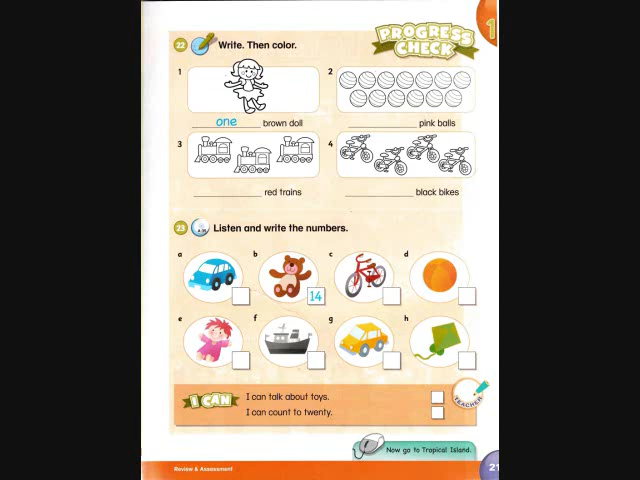 PROGRESS CHECK
1
22 Write. Then color.
1
2
one brown doll
pink balls
3
4
red trains
black bikes
23 Listen and write the numbers.
a
b
c
d
14
e
f
g
h
I CAN
I can talk about toys.
I can count to twenty.
TEACHER
Now go to Tropical Island.
Review & Assessment
21